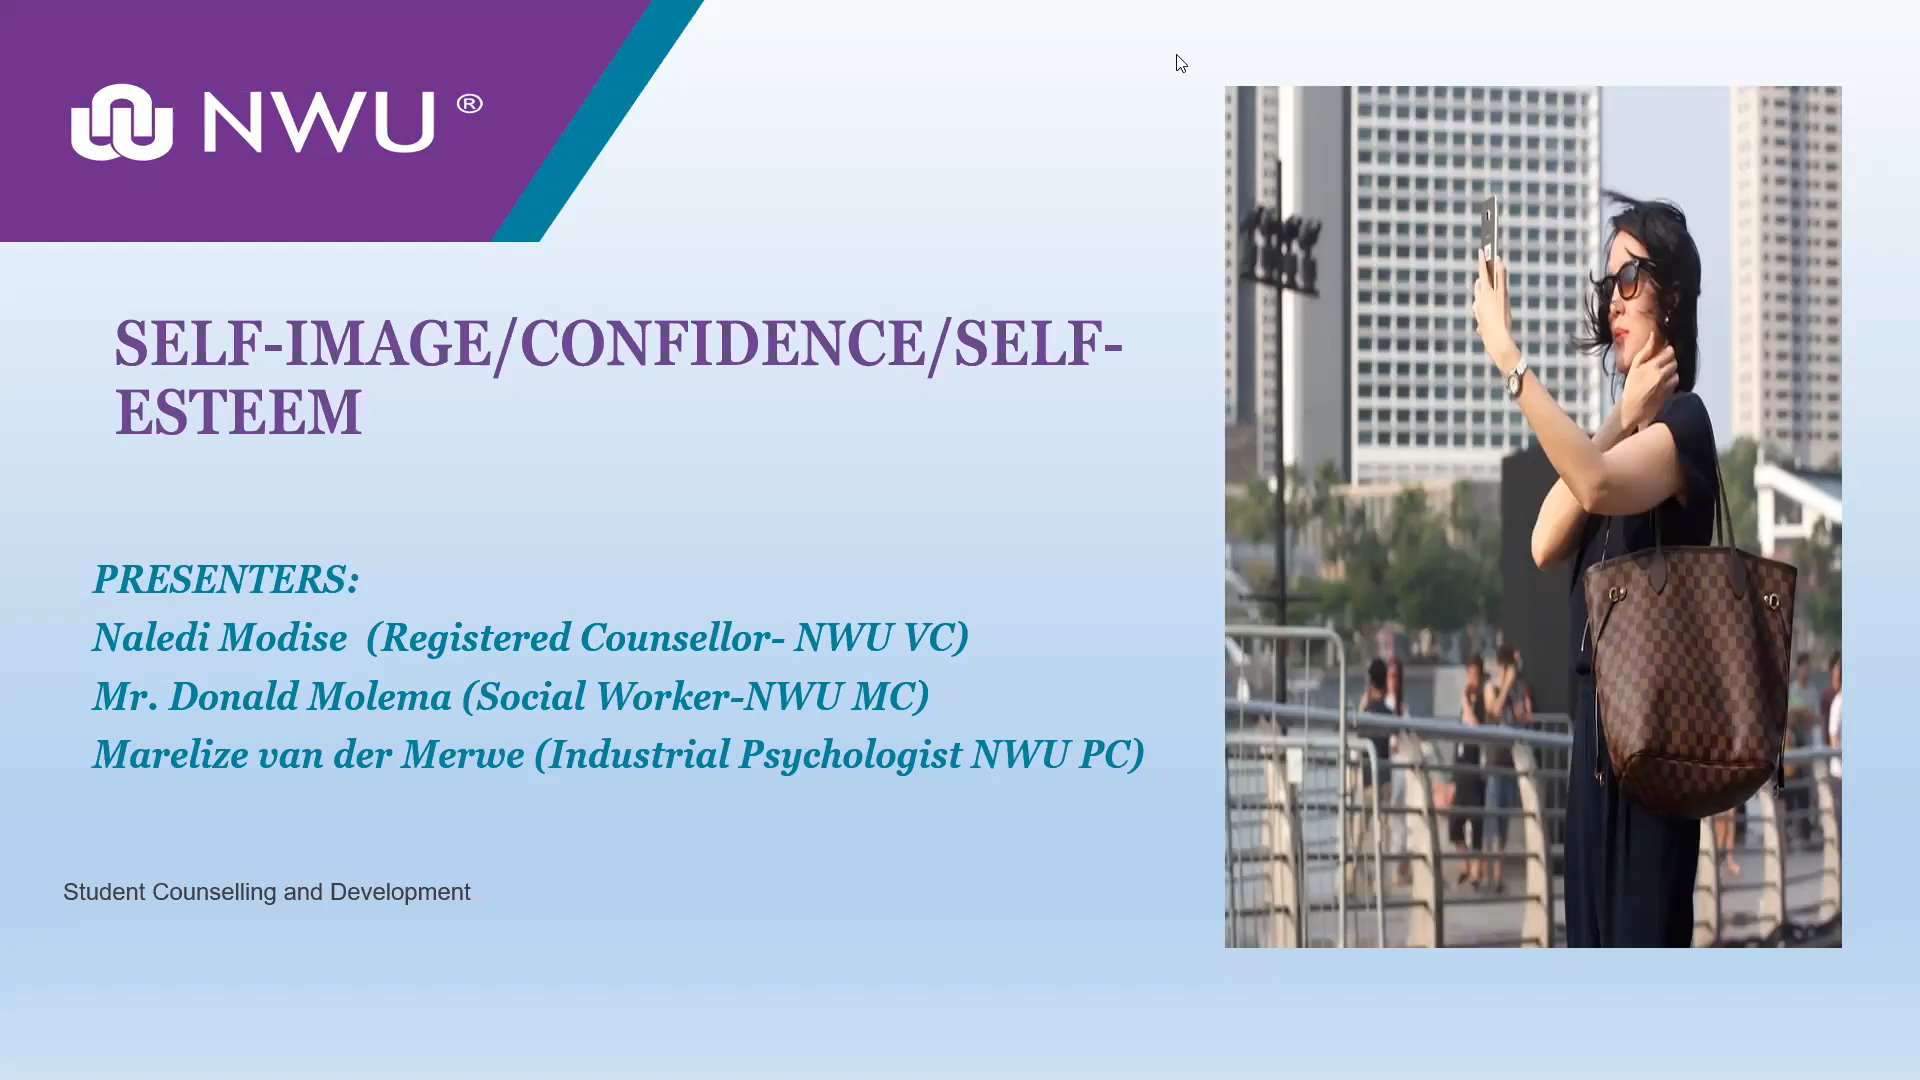 NWU®
SELF-IMAGE/CONFIDENCE/SELF-
ESTEEM
PRESENTERS:
Naledi Modise (Registered Counsellor- NWU VC)
Mr. Donald Molema (Social Worker-NWU MC)
Marelize van der Merwe (Industrial Psychologist NWU PC)
Student Counselling and Development